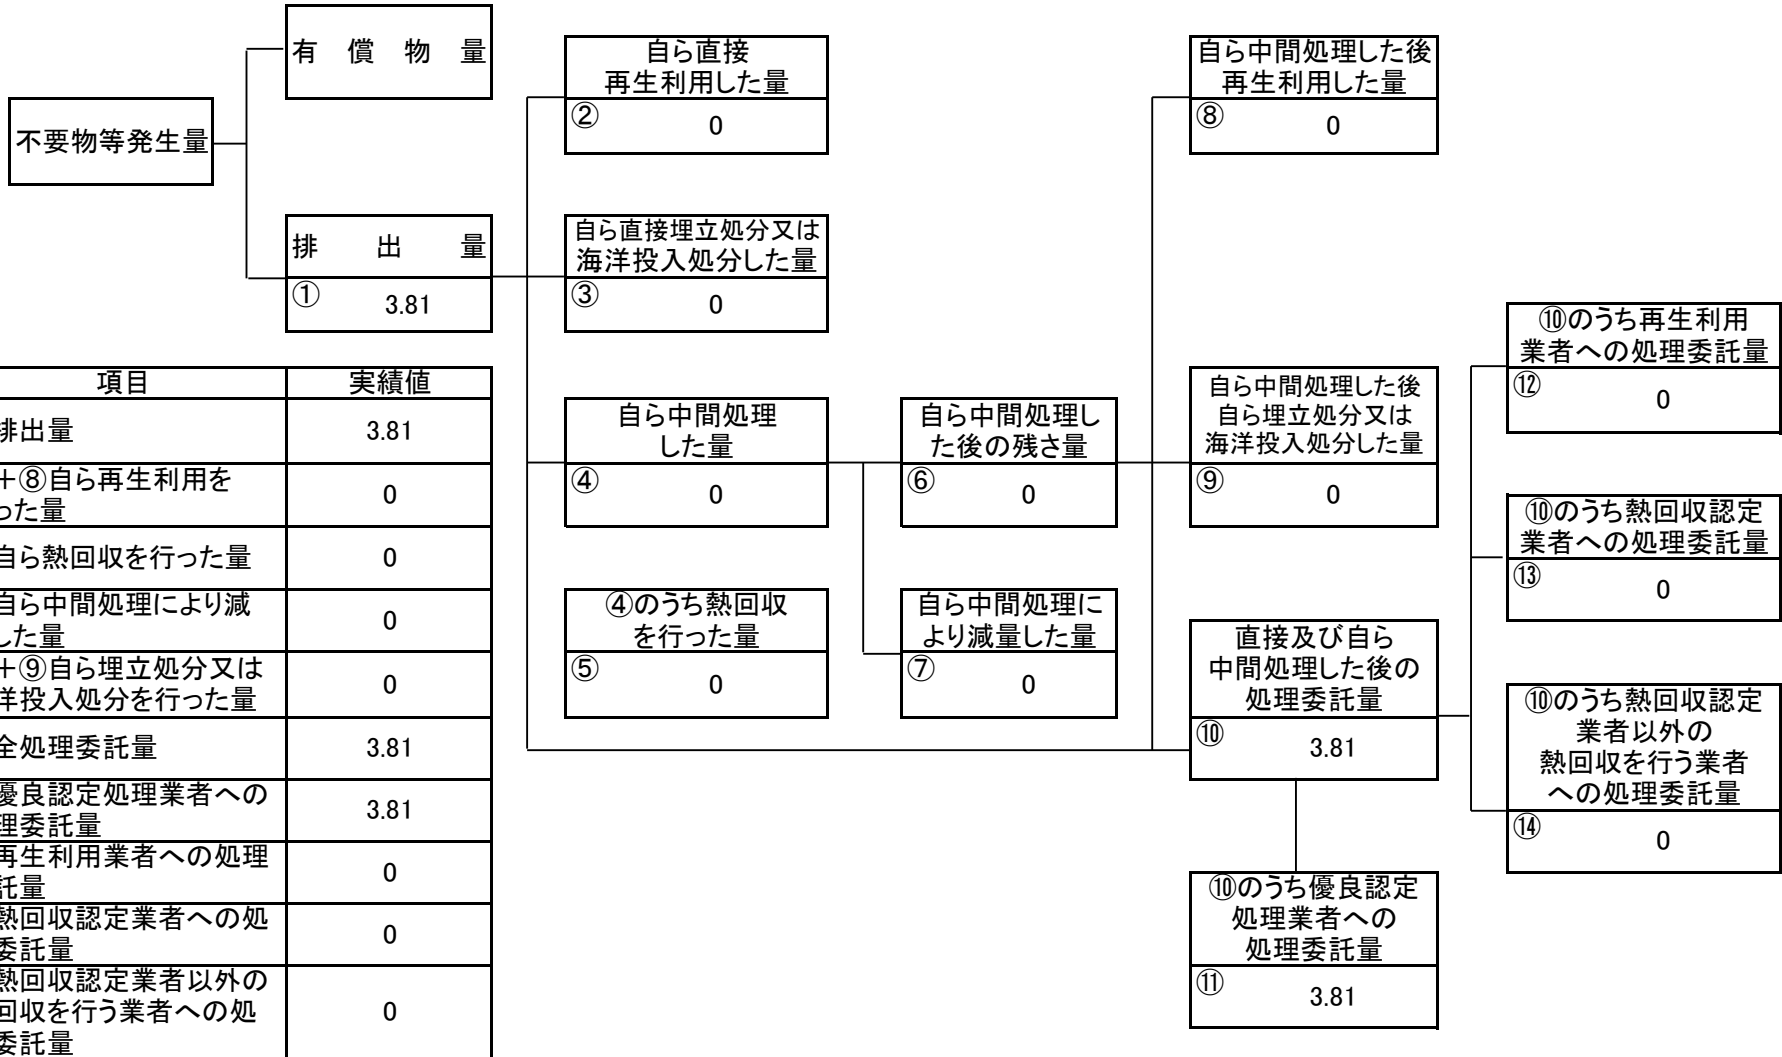 有償物量
不要物等発生量
排出量
①
3.81
自ら直接
再生利用した量
②
0
自ら直接埋立処分又は
海洋投入処分した量
③
0
自ら中間処理
した量
④
0
④のうち熱回収
を行った量
⑤
0
自ら中間処理し
た後の残さ量
⑥
0
自ら中間処理に
より減量した量
⑦
0
自ら中間処理した後
再生利用した量
⑧
0
自ら中間処理した後
自ら埋立処分又は
海洋投入処分した量
⑨
0
直接及び自ら
中間処理した後の
処理委託量
⑩
3.81
⑩のうち優良認定
処理業者への
処理委託量
⑪
3.81
⑩のうち再生利用
業者への処理委託量
⑫
0
⑩のうち熱回収認定
業者への処理委託量
⑬
0
⑩のうち熱回収認定
業者以外の
熱回収を行う業者
への処理委託量
⑭
0
項目 実績値
排出量 3.81
+⑧自ら再生利用を
った量
0
自ら熱回収を行った量 0
自ら中間処理により減
した量
0
+⑨自ら埋立処分又は
洋投入処分を行った量
0
全処理委託量 3.81
優良認定処理業者への
理委託量
3.81
再生利用業者への処理
託量
0
熱回収認定業者への処
委託量
0
熱回収認定業者以外の
回収を行う業者への処
委託量
0